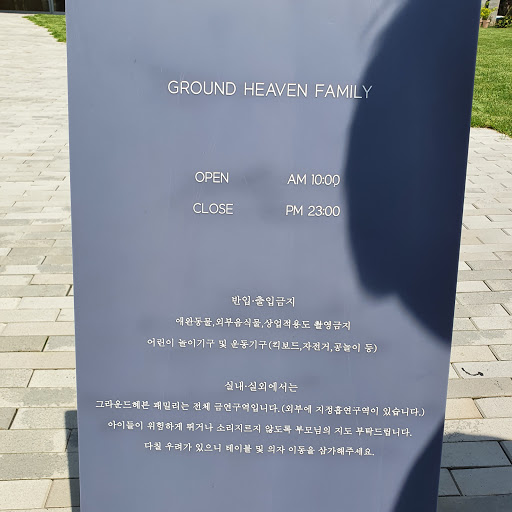 GROUND HEAVEN FAMILY
OPEN AM 10:00
CLOSE PM 23:00
반입·출입금지
애완동물,외부음식물,상업적용도 촬영금지
어린이 놀이기구 및 운동기구(킥보드,자전거,공놀이 등)
실내·실외에서는
그라운드헤븐 패밀리는 전체 금연구역입니다.(외부에 지정흡연구역이 있습니다.)
아이들이 위험하게 뛰거나 소리지르지 않도록 부모님의 지도 부탁드립니다.
다칠 우려가 있으니 테이블 및 의자 이동을 삼가해주세요.